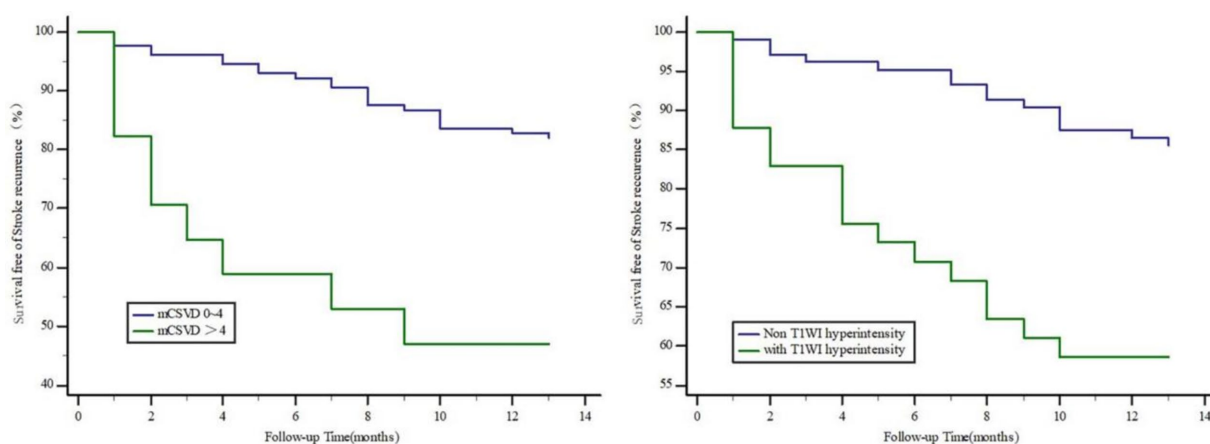 100
90
80
70
60
50
40
Survival free of Stroke recurrence（%）
mCSVD 0~4
mCSVD ＞4
0 2 4 6 8 10 12 14
Follow-up Time(months)
100
95
90
85
80
75
70
65
60
55
Survival free of Stroke reccurence（%）
Non T1WI hyperintensity
with T1WI hyperintensity
0 2 4 6 8 10 12 14
Follow-up Time(months)